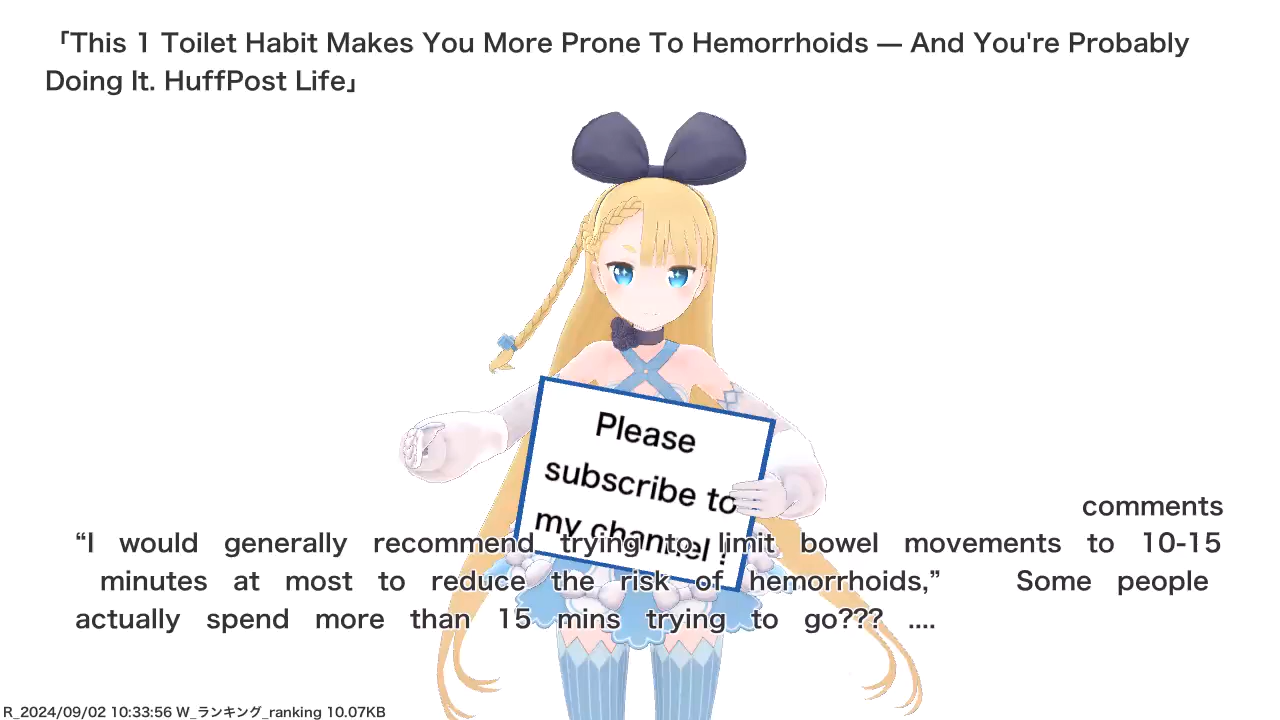 「This 1 Toilet Habit Makes You More Prone To Hemorrhoids — And You're Probably
Doing It. HuffPost Life」
Please
subscribe to
my channel !
comments
“I would generally recommend trying to limit bowel movements to 10-15
minutes at most to reduce the risk of hemorrhoids,” Some people
actually spend more than 15 mins trying to go??? ....
R_2024/09/02 10:33:56 W_ランキング_ranking 10.07KB